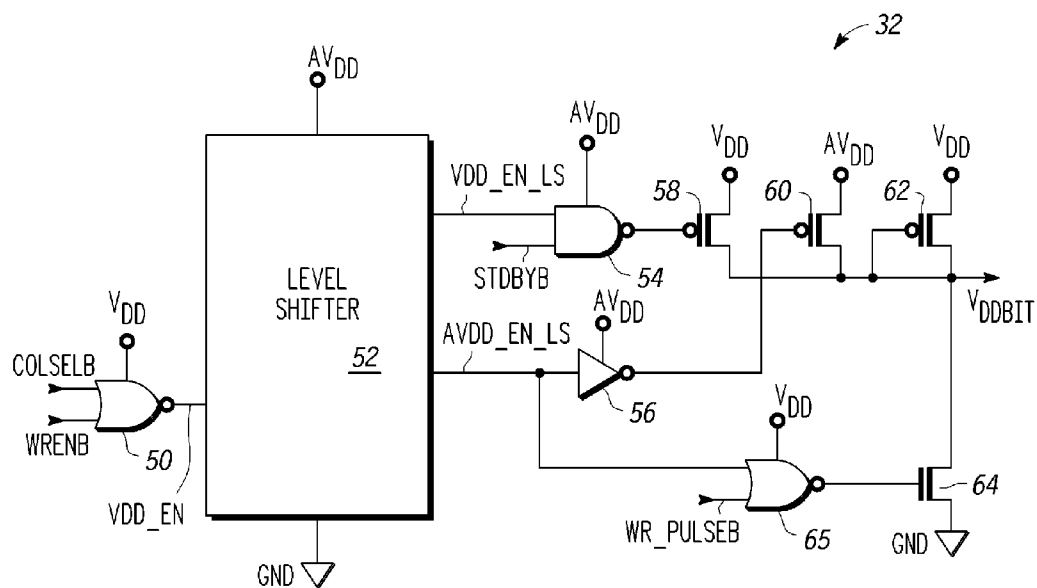 32
AVDD
AVDD
VDD
AVDD
VDD
VDD_EN_LS
58
60
62
STDBYB
54
LEVEL
SHIFTER
VDDBIT
VDD
AVDD
AVDD_EN_LS
COLSELB
52
56
VDD
WRENB
50
VDD_EN
64
WR_PULSEB
65
GND
GND